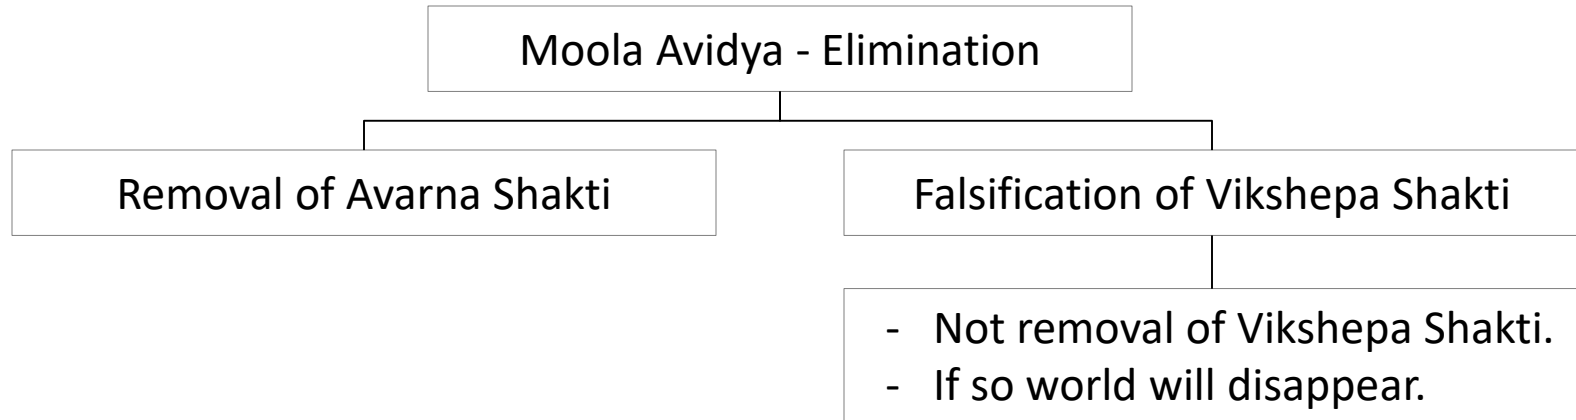 Moola Avidya - Elimination
Removal of Avarna Shakti
Falsification of Vikshepa Shakti
- Not removal of Vikshepa Shakti.
- If so world will disappear.